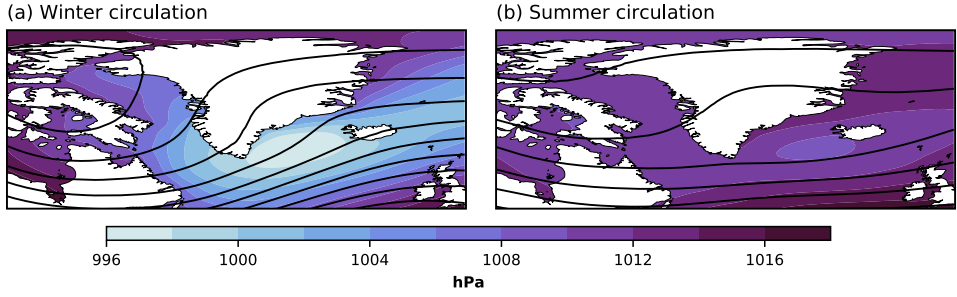 (a) Winter circulation
(b) Summer circulation
996 1000 1004 1008 1012 1016
hPa